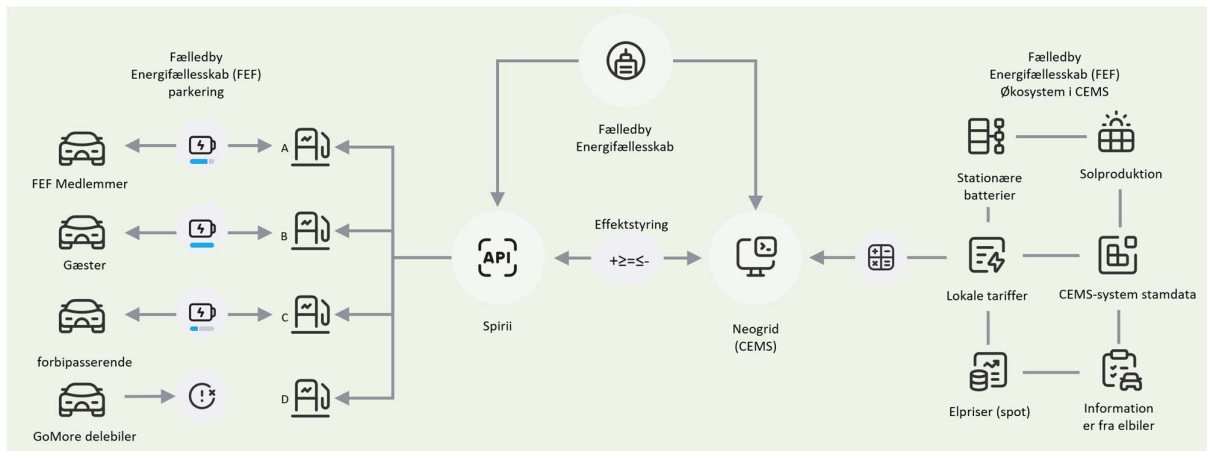 Fælledby
Energifællesskab (FEF)
parkering
FEF Medlemmer
A
Gæster
B
forbipasserende
C
GoMore delebiler
D
Fælledby
Energifællesskab
API
Spirii
Effektstyring
+≥=≤-
Neogrid
(CEMS)
Fælledby
Energifællesskab (FEF)
Økosystem i CEMS
Stationære
batterier
Solproduktion
Lokale tariffer
CEMS-system stamdata
Elpriser (spot)
Information
er fra elbiler